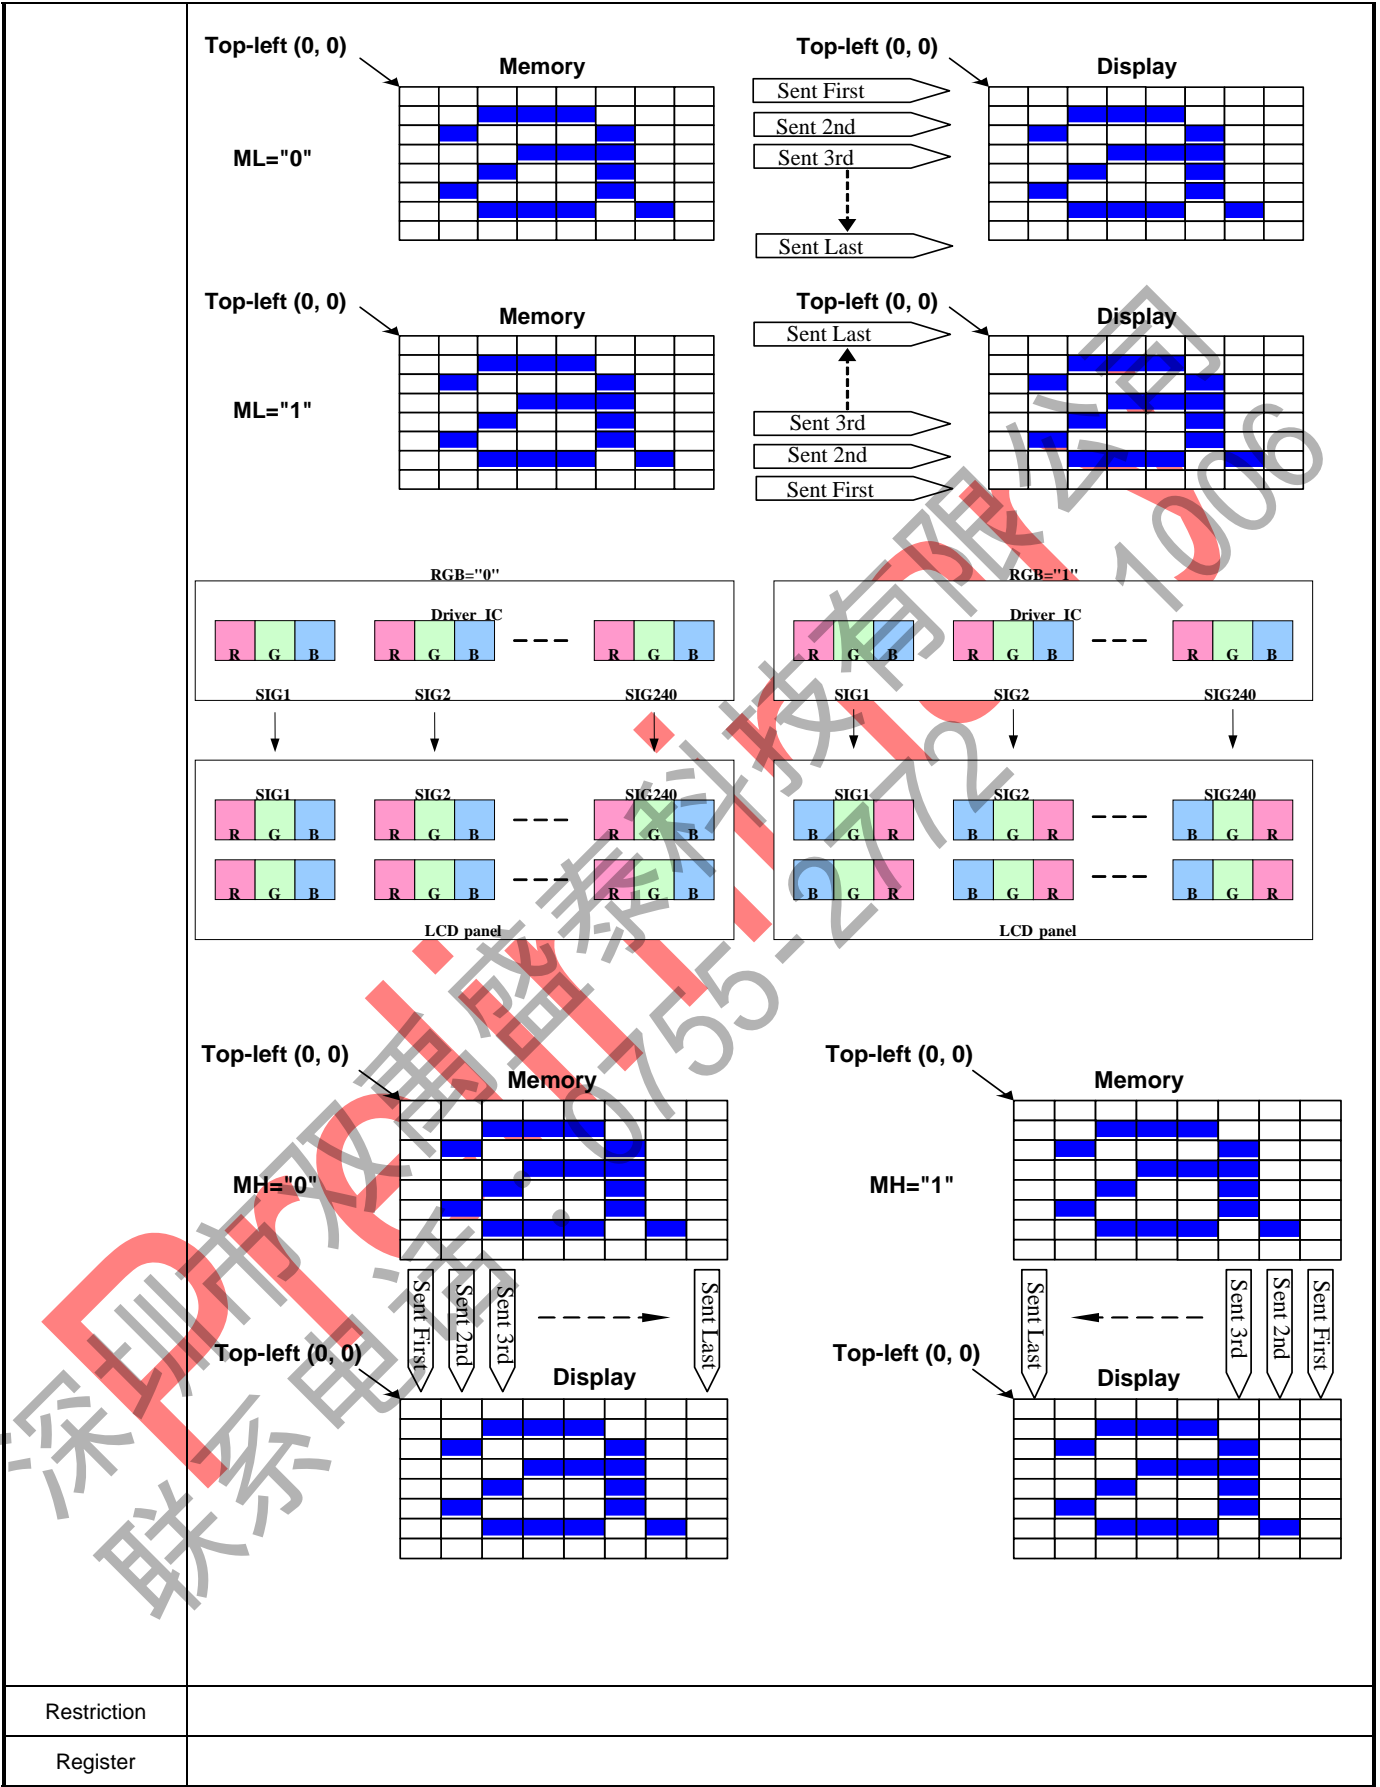 Top-left (0, 0)
Memory
ML="0"
Sent First
Sent 2nd
Sent 3rd
Sent Last
Top-left (0, 0)
Display
Top-left (0, 0)
Memory
ML="1"
Sent Last
Sent 3rd
Sent 2nd
Sent First
Top-left (0, 0)
Display
RGB="0"
Driver IC
R G B R G B R G B
SIG1 SIG2 SIG240
SIG1 SIG2 SIG240
R G B R G B R G B
R G B R G B R G B
LCD panel
RGB="1"
Driver IC
R G B R G B R G B
SIG1 SIG2 SIG240
SIG1 SIG2 SIG240
B G R B G R B G R
B G R B G R B G R
LCD panel
Top-left (0, 0)
Memory
MH="0"
Sent First
Sent 2nd
Sent 3rd
Sent Last
Top-left (0, 0)
Display
Top-left (0, 0)
Memory
MH="1"
Sent Last
Sent 3rd
Sent 2nd
Sent First
Top-left (0, 0)
Display
Restriction
Register
Preliminary
深圳市双禹盛泰科技有限公司
联系电话：0755-2772 1006